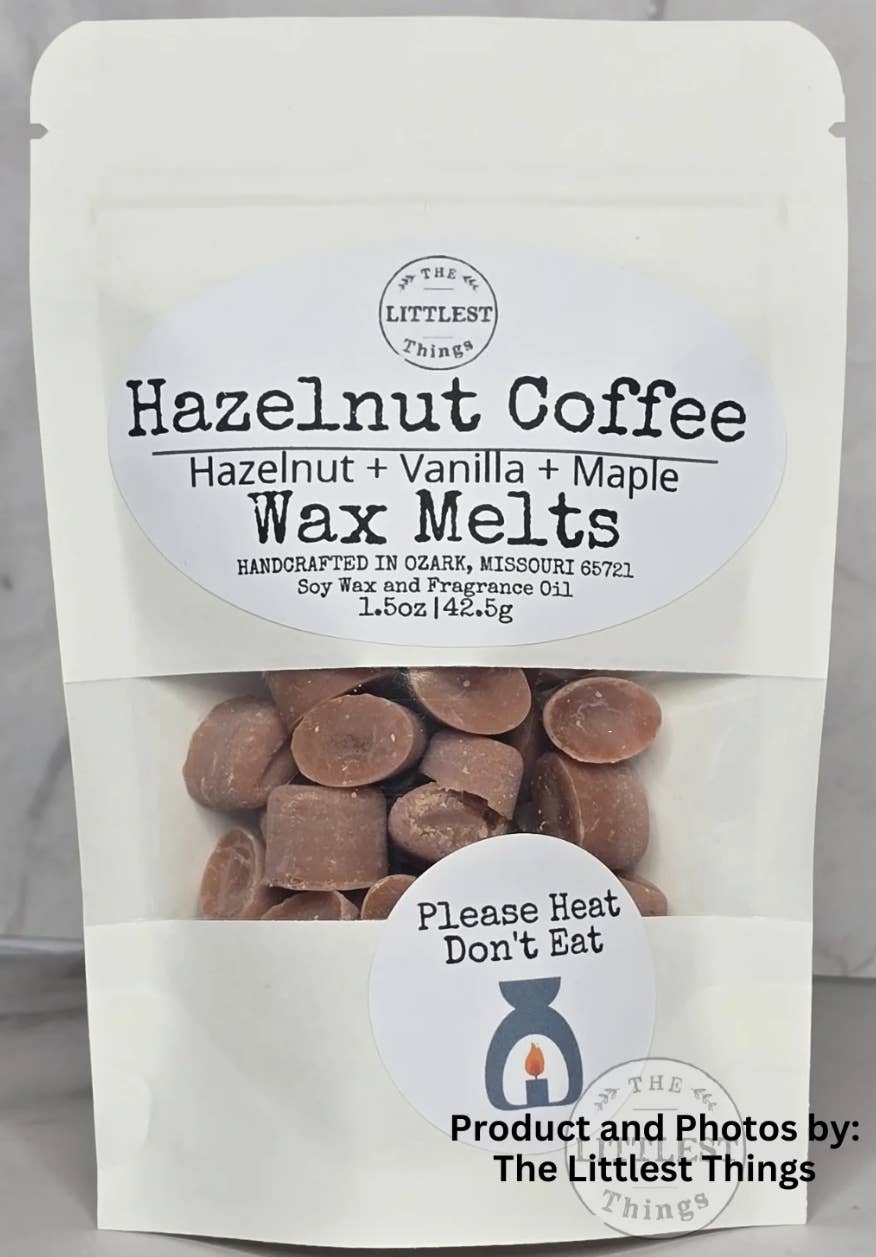 THE
LITTLEST
Things
Hazelnut Coffee
Hazelnut + Vanilla + Maple
Wax Melts
HANDCRAFTED IN OZARK, MISSOURI 65721
Soy Wax and Fragrance Oil
1.5oz|42.5g
Please Heat
Don't Eat
THE
LITTLEST
Things
Product and Photos by:
The Littlest Things